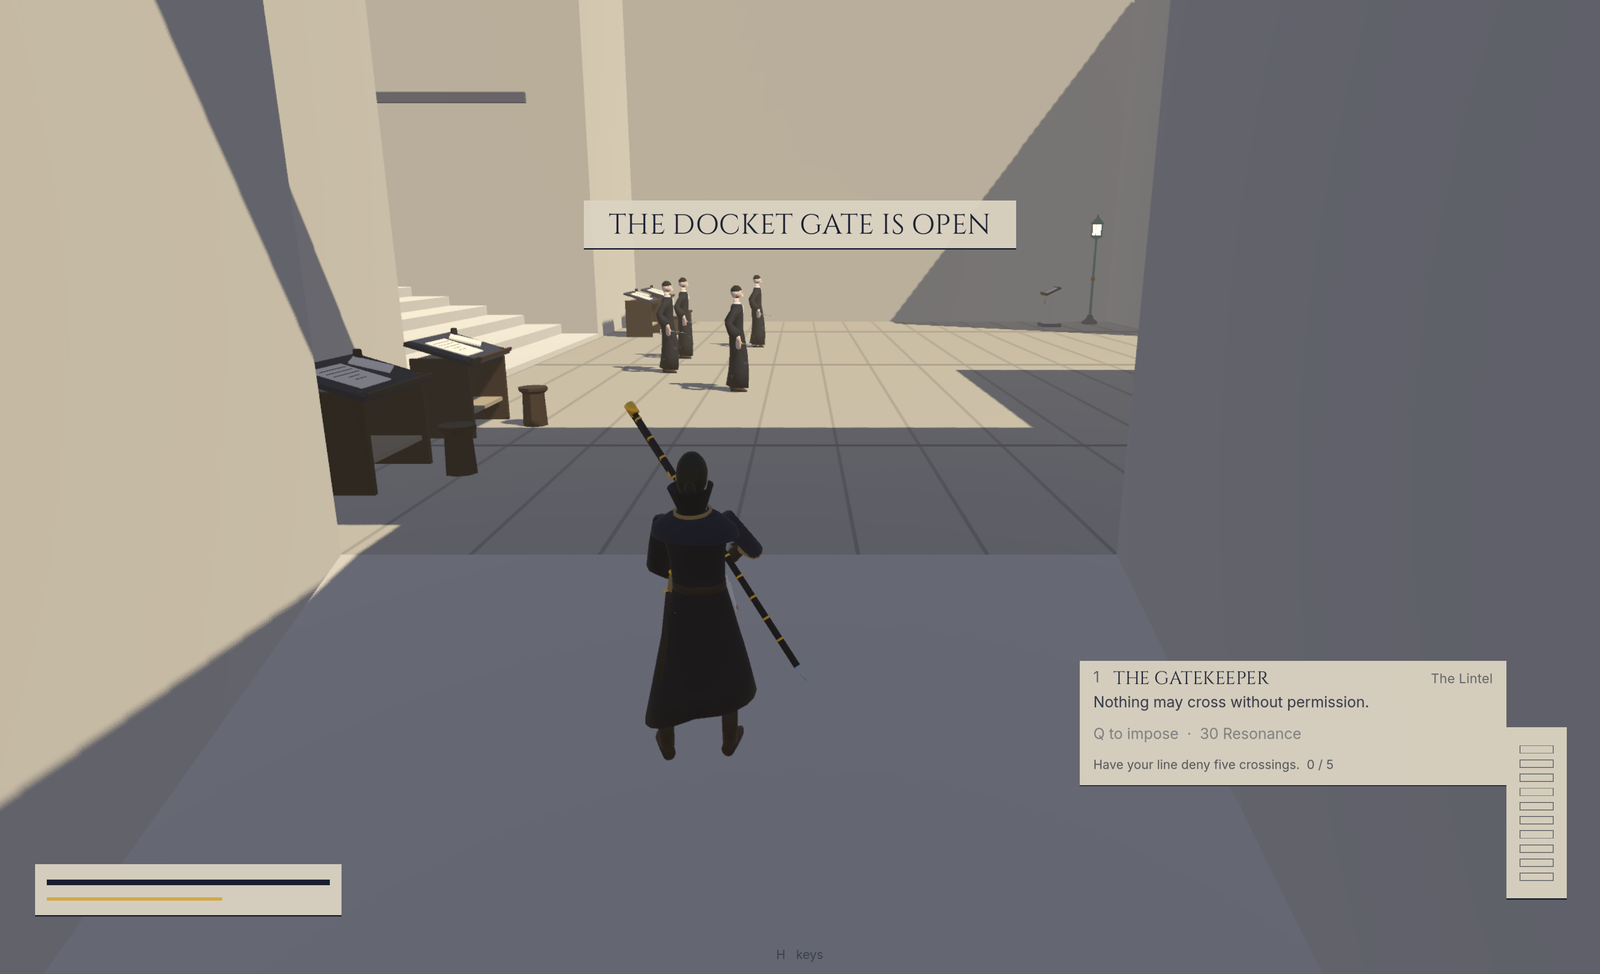 THE DOCKET GATE IS OPEN
1 THE GATEKEEPER The Lintel
Nothing may cross without permission.
Q to impose · 30 Resonance
Have your line deny five crossings. 0 / 5
H keys